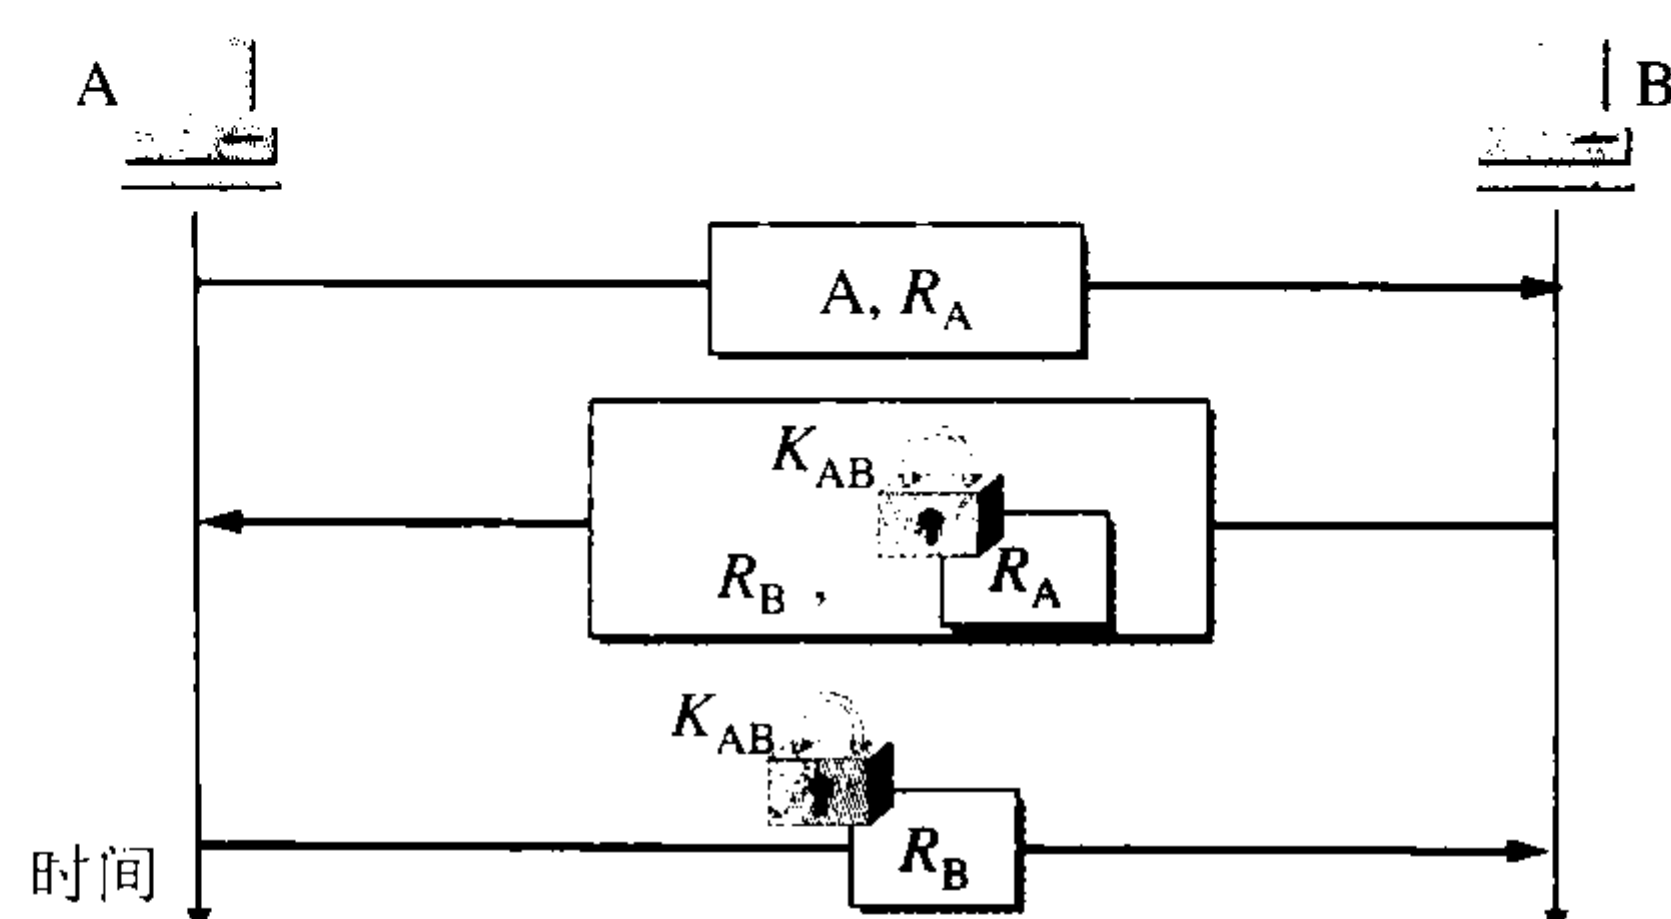 A B
A, R_A
K_AB
R_B , R_A
K_AB
R_B
时间